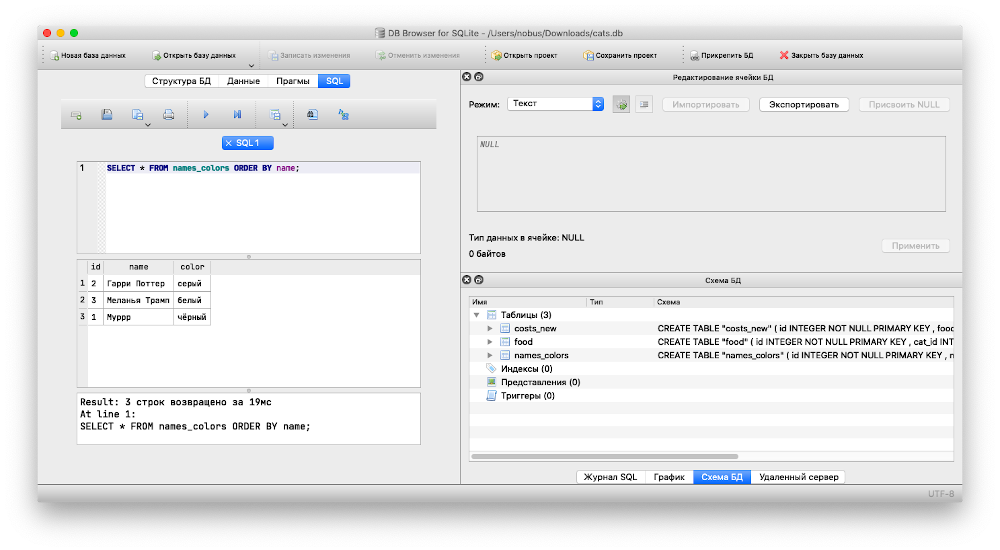 DB Browser for SQLite - /Users/nobus/Downloads/cats.db
Новая база данных Открыть базу данных Записать изменения Отменить изменения Открыть проект Сохранить проект Прикрепить БД Закрыть базу данных
Структура БД Данные Прагмы SQL
SQL 1
1 SELECT * FROM names_colors ORDER BY name;
id name color
1 2 Гарри Поттер серый
2 3 Меланья Трамп белый
3 1 Муррр чёрный
Result: 3 строк возвращено за 19мс
At line 1:
SELECT * FROM names_colors ORDER BY name;
Редактирование ячейки БД
Режим: Текст Импортировать Экспортировать Присвоить NULL
NULL
Тип данных в ячейке: NULL
0 байтов
Применить
Схема БД
Имя Тип Схема
Таблицы (3)
costs_new CREATE TABLE "costs_new" ( id INTEGER NOT NULL PRIMARY KEY , food
food CREATE TABLE "food" ( id INTEGER NOT NULL PRIMARY KEY , cat_id INT
names_colors CREATE TABLE "names_colors" ( id INTEGER NOT NULL PRIMARY KEY , n
Индексы (0)
Представления (0)
Триггеры (0)
Журнал SQL График Схема БД Удаленный сервер
UTF-8